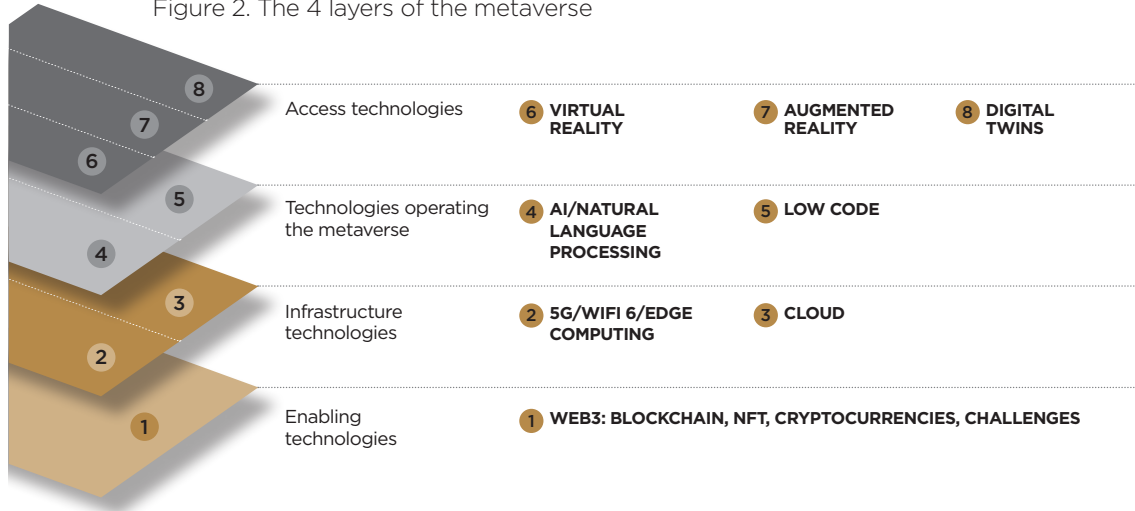 Figure 2. The 4 layers of the metaverse
8
7
6
5
4
3
2
1
Access technologies
6 VIRTUAL
REALITY
7 AUGMENTED
REALITY
8 DIGITAL
TWINS
Technologies operating
the metaverse
4 AI/NATURAL
LANGUAGE
PROCESSING
5 LOW CODE
Infrastructure
technologies
2 5G/WIFI 6/EDGE
COMPUTING
3 CLOUD
Enabling
technologies
1 WEB3: BLOCKCHAIN, NFT, CRYPTOCURRENCIES, CHALLENGES